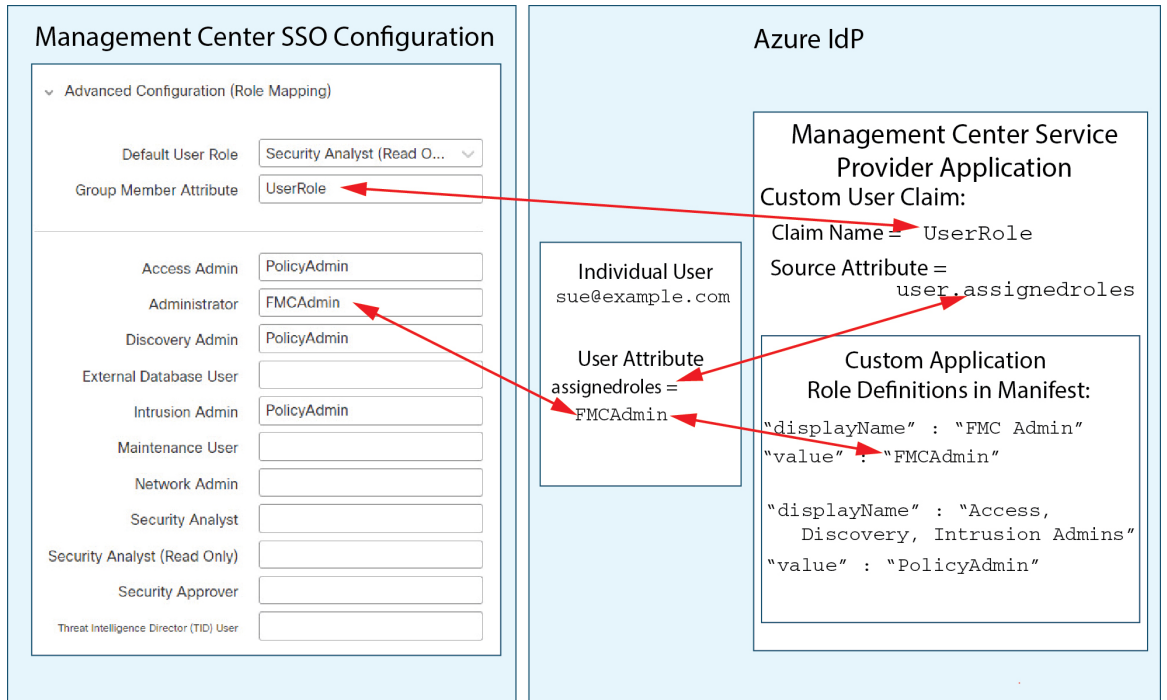 Management Center SSO Configuration
Advanced Configuration (Role Mapping)
Default User Role
Security Analyst (Read O...
Group Member Attribute
UserRole
Access Admin
PolicyAdmin
Administrator
FMCAdmin
Discovery Admin
PolicyAdmin
External Database User
Intrusion Admin
PolicyAdmin
Maintenance User
Network Admin
Security Analyst
Security Analyst (Read Only)
Security Approver
Threat Intelligence Director (TID) User
Azure IdP
Individual User
sue@example.com
User Attribute
assignedroles =
FMCAdmin
Management Center Service
Provider Application
Custom User Claim:
Claim Name = UserRole
Source Attribute =
user.assignedroles
Custom Application
Role Definitions in Manifest:
“displayName” : “FMC Admin”
“value” : “FMCAdmin”
“displayName” : “Access,
Discovery, Intrusion Admins”
“value” : “PolicyAdmin”